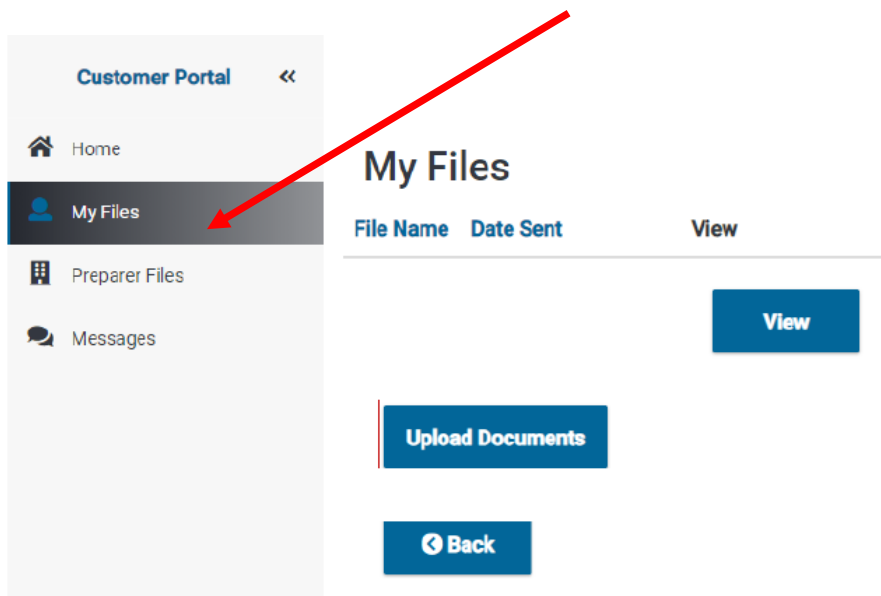 Customer Portal «
Home
My Files
Preparer Files
Messages
My Files
File Name Date Sent View
View
Upload Documents
Back